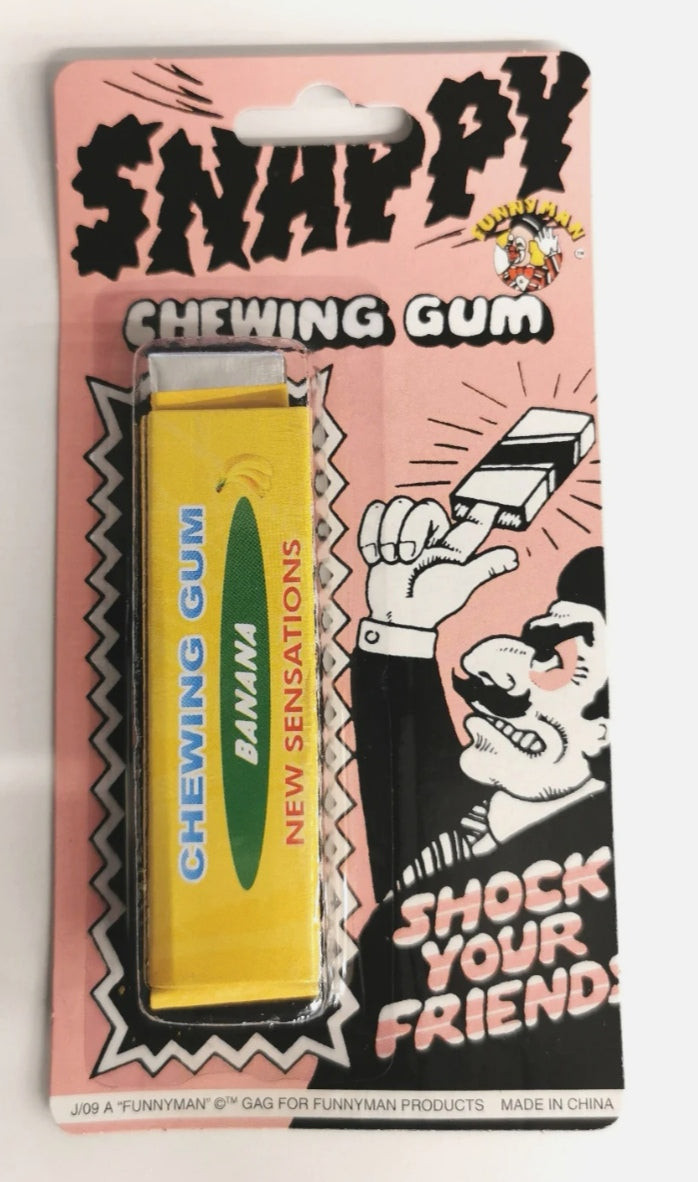 SNAPPY
FUNNYMAN
TM
CHEWING GUM
CHEWING GUM
BANANA
NEW SENSATIONS
SHOCK
YOUR
FRIENDS
J/09 A "FUNNYMAN" ©™ GAG FOR FUNNYMAN PRODUCTS MADE IN CHINA